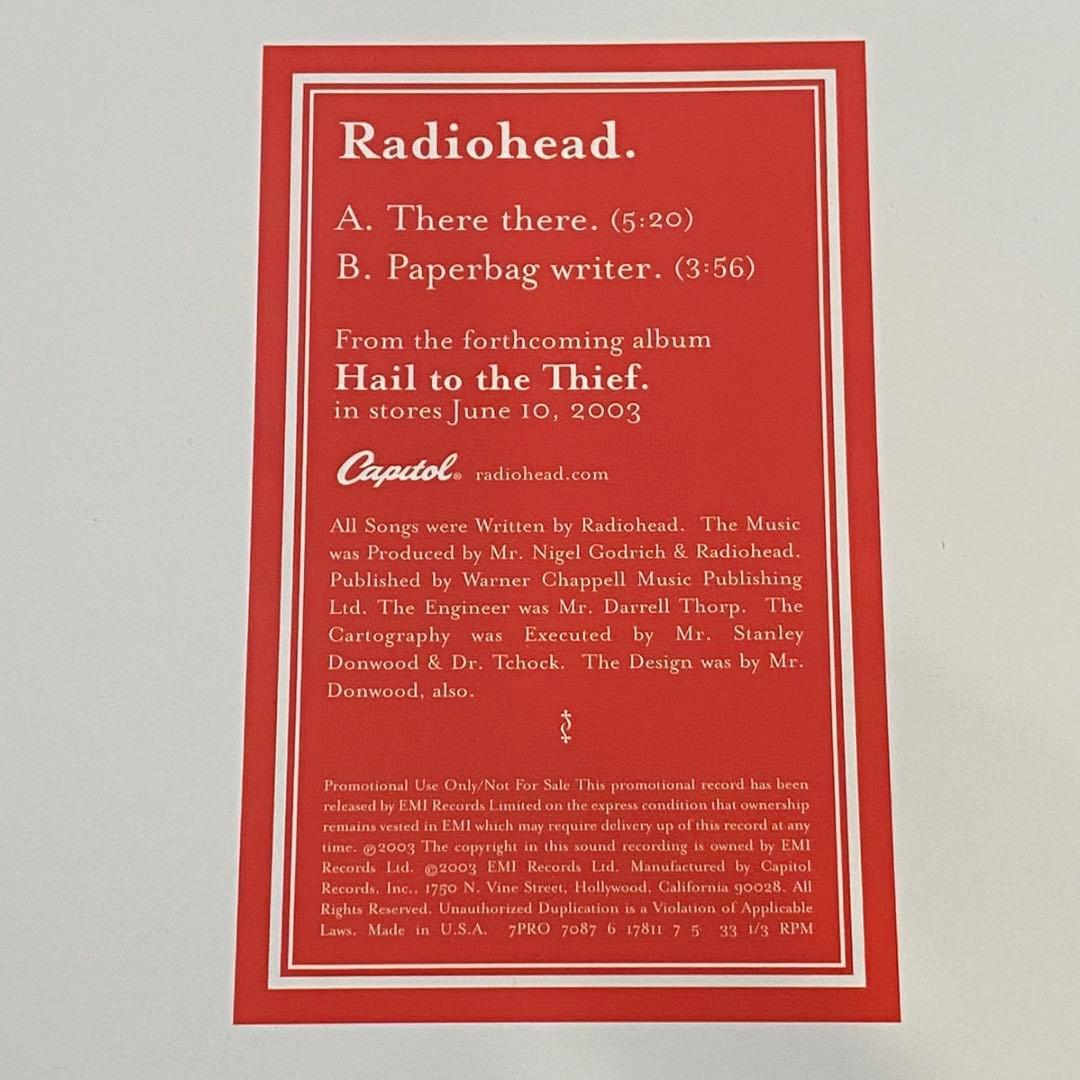 Radiohead.
A. There there. (5:20)
B. Paperbag writer. (3:56)
From the forthcoming album
Hail to the Thief.
in stores June 10, 2003
Capitol® radiohead.com
All Songs were Written by Radiohead. The Music
was Produced by Mr. Nigel Godrich & Radiohead.
Published by Warner Chappell Music Publishing
Ltd. The Engineer was Mr. Darrell Thorp. The
Cartography was Executed by Mr. Stanley
Donwood & Dr. Tchock. The Design was by Mr.
Donwood, also.
Promotional Use Only/Not For Sale This promotional record has been
released by EMI Records Limited on the express condition that ownership
remains vested in EMI which may require delivery up of this record at any
time. ℗2003 The copyright in this sound recording is owned by EMI
Records Ltd. ©2003 EMI Records Ltd. Manufactured by Capitol
Records, Inc., 1750 N. Vine Street, Hollywood, California 90028. All
Rights Reserved. Unauthorized Duplication is a Violation of Applicable
Laws. Made in U.S.A. 7PRO 7087 6 17811 7 5 33 1/3 RPM